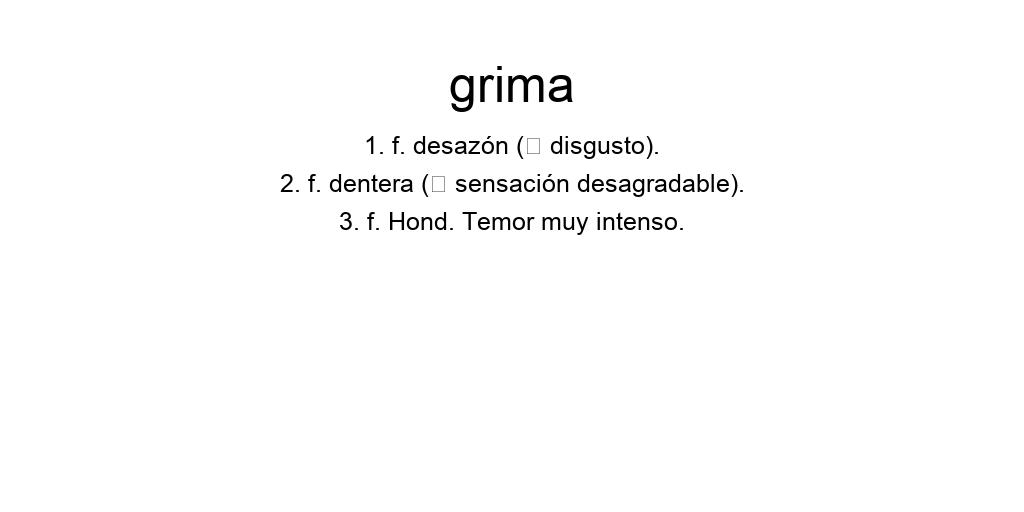 grima
1. f. desazón (□ disgusto).
2. f. dentera (□ sensación desagradable).
3. f. Hond. Temor muy intenso.